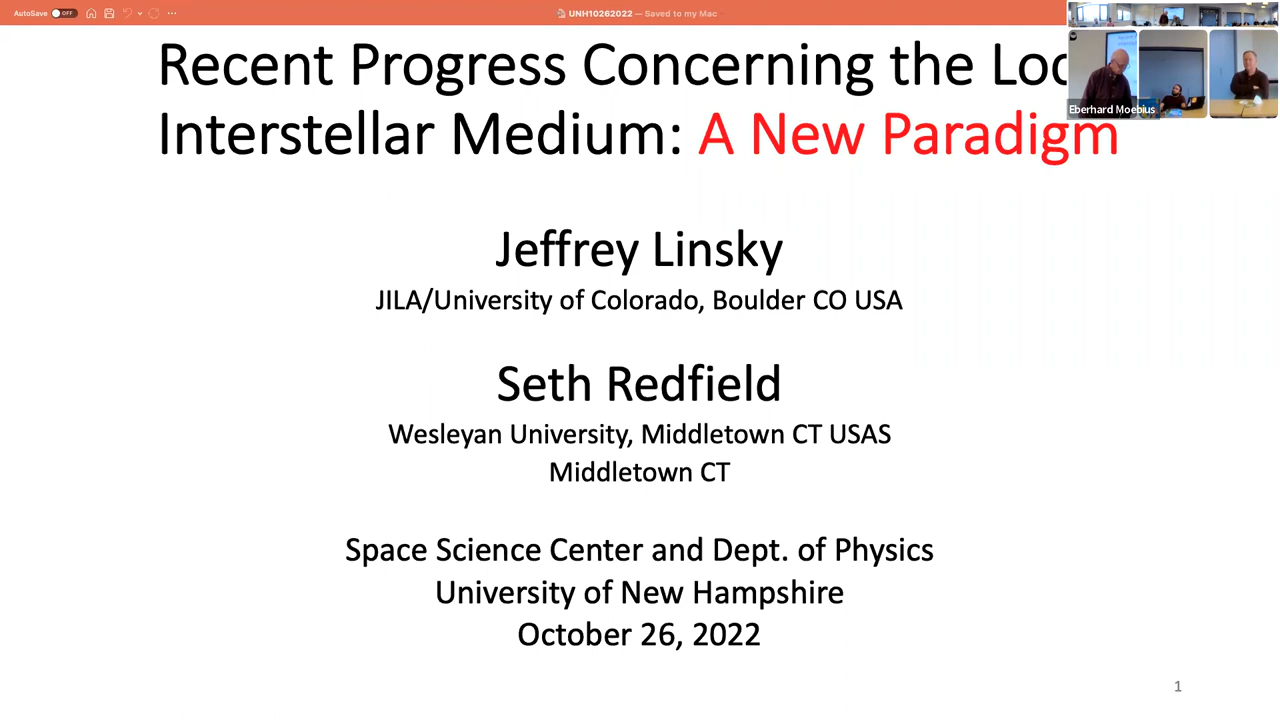 AutoSave OFF
UNH10262022 — Saved to my Mac
Recent Progress Concerning the
Interstellar Medium: A New Paradigm
Eberhard Moebius
Jeffrey Linsky
JILA/University of Colorado, Boulder CO USA
Seth Redfield
Wesleyan University, Middletown CT USAS
Middletown CT
Space Science Center and Dept. of Physics
University of New Hampshire
October 26, 2022
1